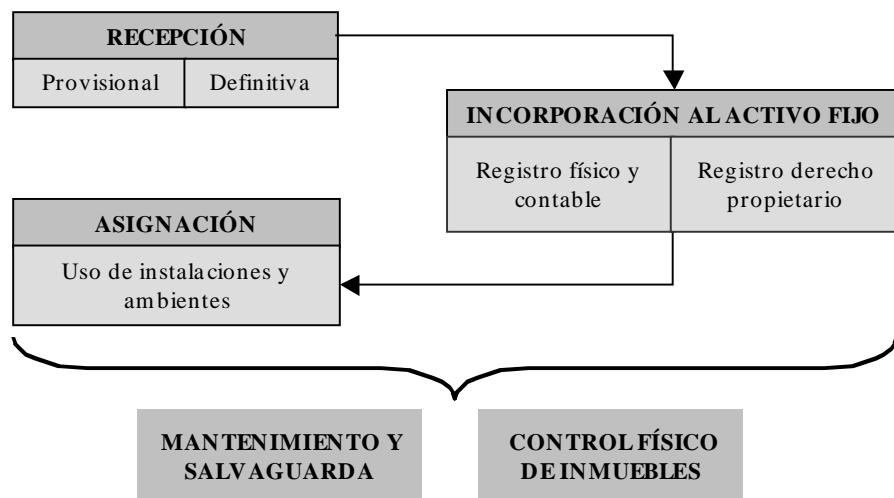 RECEPCIÓN
Provisional
Definitiva
INCORPORACIÓN AL ACTIVO FIJO
Registro físico y
contable
Registro derecho
propietario
ASIGNACIÓN
Uso de instalaciones y
ambientes
MANTENIMIENTO Y
SALVAGUARDA
CONTROL FÍSICO
DE INMUEBLES